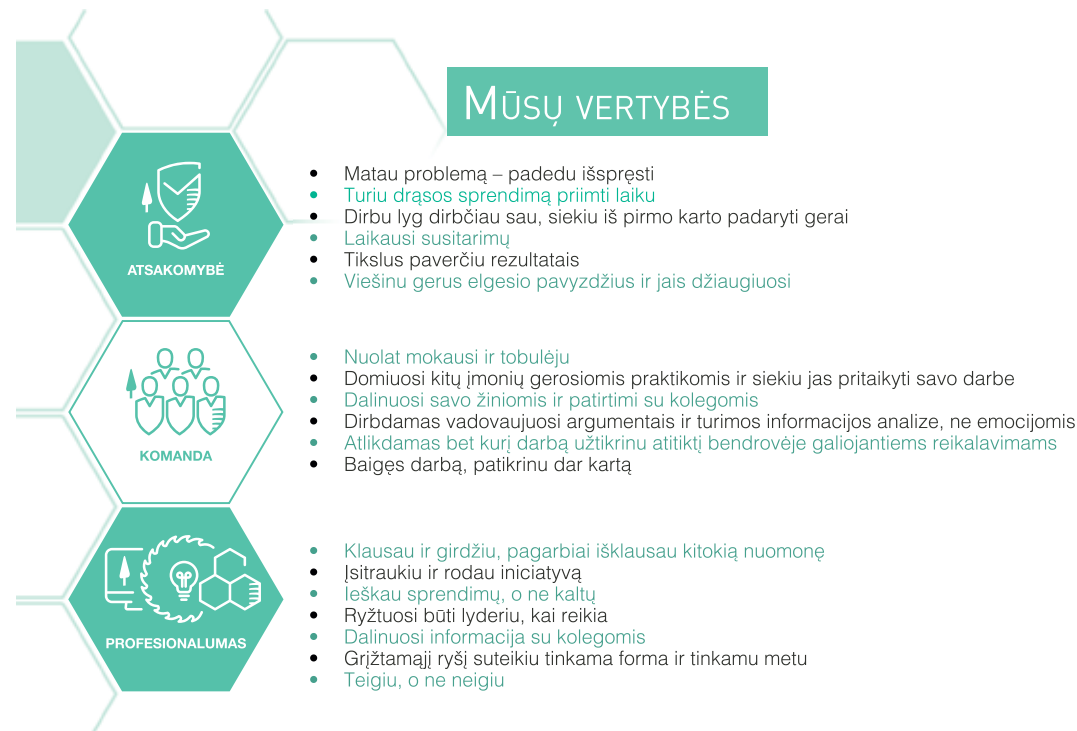 Mūsų vertybės
ATSAKOMYBĖ
• Matau problemą – padedu išspręsti
• Turiu drąsos sprendimą priimti laiku
• Dirbu lyg dirbčiau sau, siekiu iš pirmo karto padaryti gerai
• Laikausi susitarimų
• Tikslus paverčiu rezultatais
• Viešinu gerus elgesio pavyzdžius ir jais džiaugiuosi
KOMANDA
• Nuolat mokausi ir tobulėju
• Domiuosi kitų įmonių gerosiomis praktikomis ir siekiu jas pritaikyti savo darbe
• Dalinuosi savo žiniomis ir patirtimi su kolegomis
• Dirbdamas vadovaujuosi argumentais ir turimos informacijos analize, ne emocijomis
• Atlikdamas bet kurį darbą užtikrinu atitiktį bendrovėje galiojantiems reikalavimams
• Baigęs darbą, patikrinu dar kartą
PROFESIONALUMAS
• Klausau ir girdžiu, pagarbiai išklausau kitokią nuomonę
• Įsitraukiu ir rodau iniciatyvą
• Ieškau sprendimų, o ne kaltų
• Ryžtuosi būti lyderiu, kai reikia
• Dalinuosi informacija su kolegomis
• Grįžtamąjį ryšį suteikiu tinkama forma ir tinkamu metu
• Teigiu, o ne neigiu